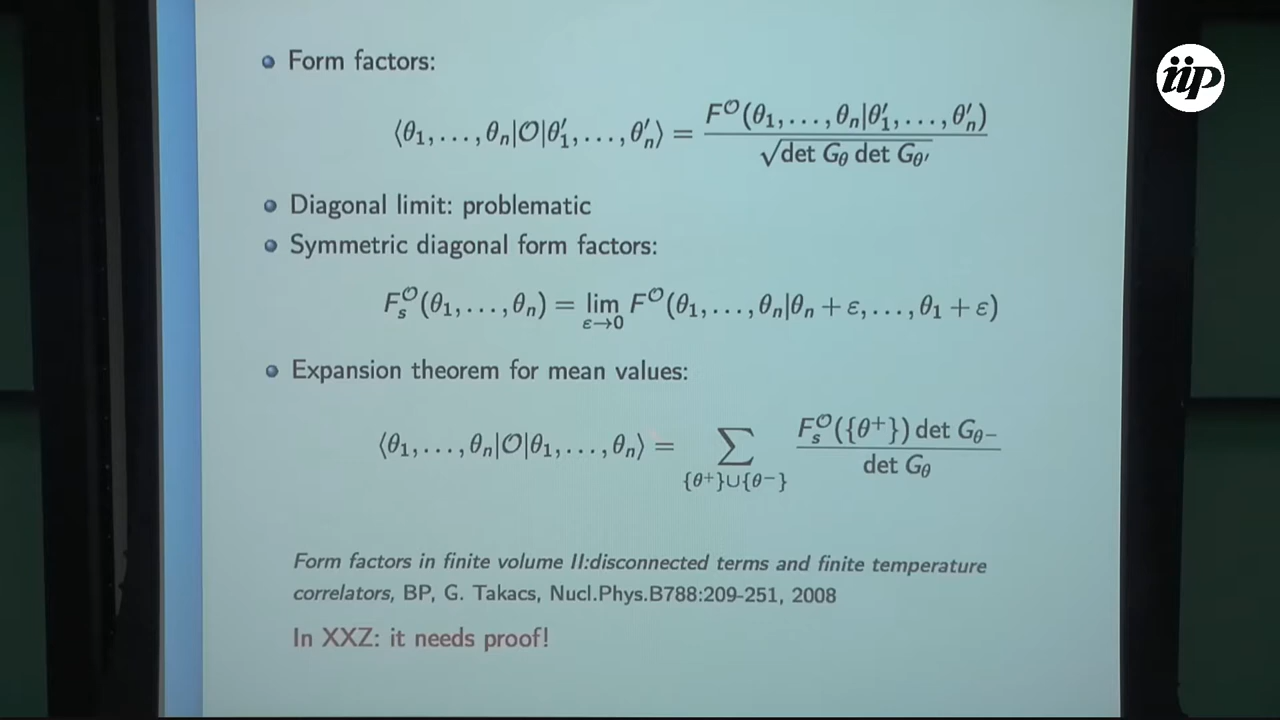 iip
Form factors:
⟨θ₁, . . . , θₙ|𝒪|θ′₁, . . . , θ′ₙ⟩ = F^𝒪(θ₁, . . . , θₙ|θ′₁, . . . , θ′ₙ) / √(det G_θ det G_θ′)
Diagonal limit: problematic
Symmetric diagonal form factors:
F_s^𝒪(θ₁, . . . , θₙ) = lim_{ε→0} F^𝒪(θ₁, . . . , θₙ|θₙ + ε, . . . , θ₁ + ε)
Expansion theorem for mean values:
⟨θ₁, . . . , θₙ|𝒪|θ₁, . . . , θₙ⟩ = ∑_{{θ⁺}∪{θ⁻}} F_s^𝒪({θ⁺}) det G_θ⁻ / det G_θ
Form factors in finite volume II:disconnected terms and finite temperature
correlators, BP, G. Takacs, Nucl.Phys.B788:209-251, 2008
In XXZ: it needs proof!